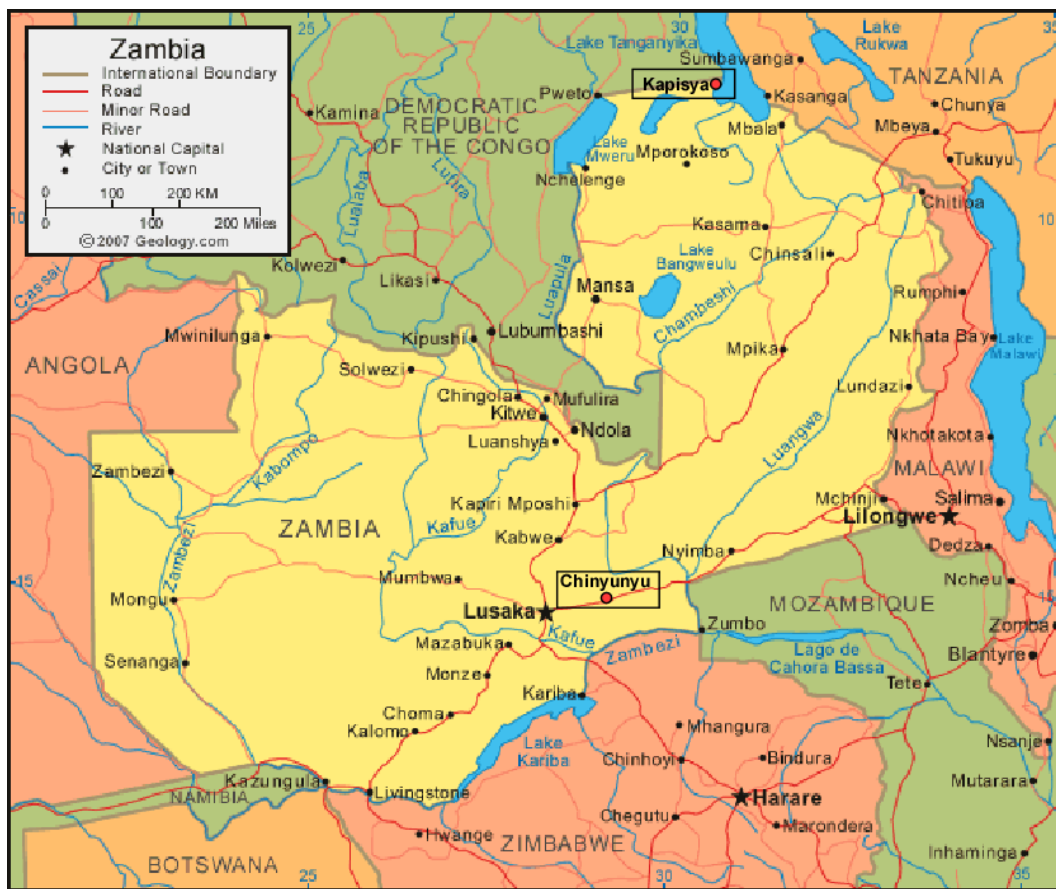 Zambia
International Boundary
Road
Minor Road
River
National Capital
City or Town
0 100 200 KM
0 100 200 Miles
© 2007 Geology.com
25
30
35
Lake Tanganyika
Lake
Rukwa
Sumbawanga
TANZANIA
Kapisya
Pweto
Kasanga
Chunya
Kamina
DEMOCRATIC
REPUBLIC
OF THE CONGO
Mbala
Mbeya
Lake
Mweru
Mporokoso
Tukuyu
Nchelenge
Lualaba
Lufira
Chitipa
10
10
Kasama
Chinsali
Lake
Bangweulu
Kolwezi
Cassai
Likasi
Luapula
Mansa
Chambeshi
Rumphi
Mwinilunga
Kipushi
Lubumbashi
Nkhata Bay
Lake
Malawi
Mpika
ANGOLA
Solwezi
Lundazi
Chingola
Mufulira
Kitwe
Ndola
Luanshya
Luangwa
Nkhotakota
Kabompo
Zambezi
MALAWI
Kapiri Mposhi
Mchinji
Salima
Lilongwe
ZAMBIA
Kafue
Kabwe
Nyimba
Dedza
Zambezi
15
15
Mumbwa
Chinyunyu
Ncheu
Mongu
Lusaka
MOZAMBIQUE
Zomba
Kafue
Zumbo
Mazabuka
Zambezi
Lago de
Cahora Bassa
Blantyre
Senanga
Monze
Kariba
Tete
Choma
Mhangura
Kalomo
Lake
Kariba
Chinhoyi
Bindura
Nsanje
Kazungula
Mutarara
NAMIBIA
Livingstone
Harare
Chegutu
Marondera
Hwange
ZIMBABWE
BOTSWANA
Inhaminga
25
30
35